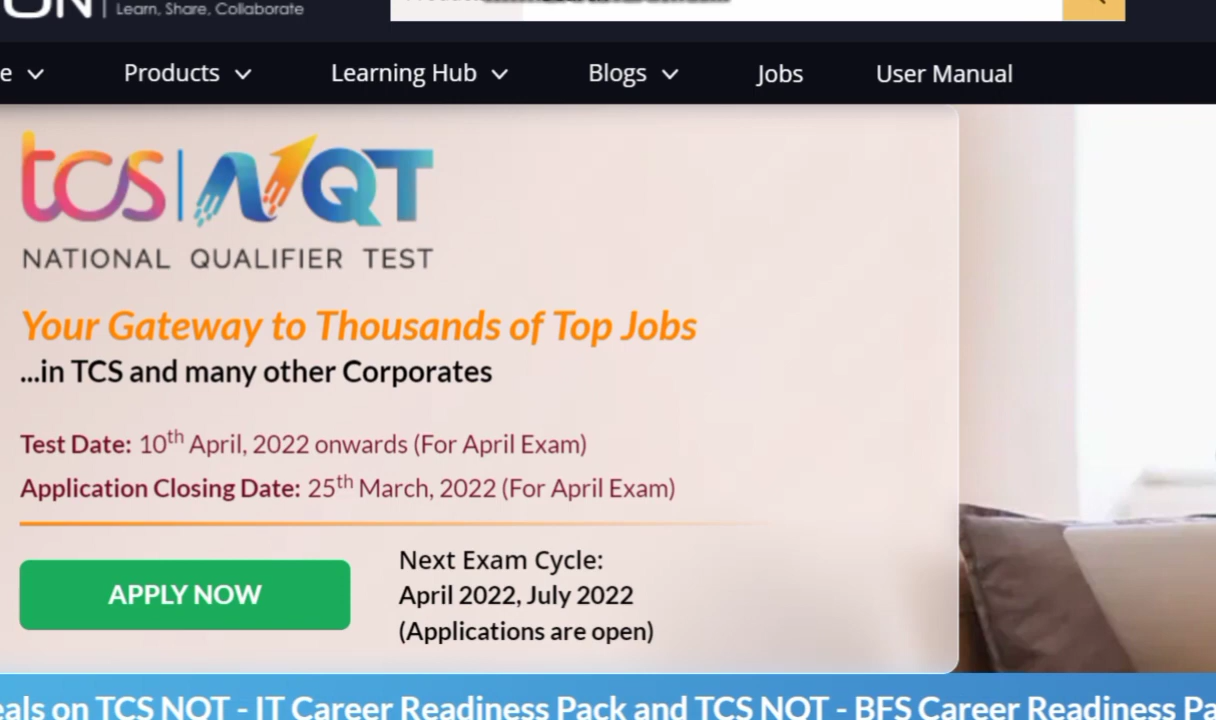 Learn, Share, Collaborate
Products
Learning Hub
Blogs
Jobs
User Manual
tcs | NQT
NATIONAL QUALIFIER TEST
Your Gateway to Thousands of Top Jobs
...in TCS and many other Corporates
Test Date: 10th April, 2022 onwards (For April Exam)
Application Closing Date: 25th March, 2022 (For April Exam)
APPLY NOW
Next Exam Cycle:
April 2022, July 2022
(Applications are open)
eals on TCS NQT - IT Career Readiness Pack and TCS NQT - BFS Career Readiness Pa